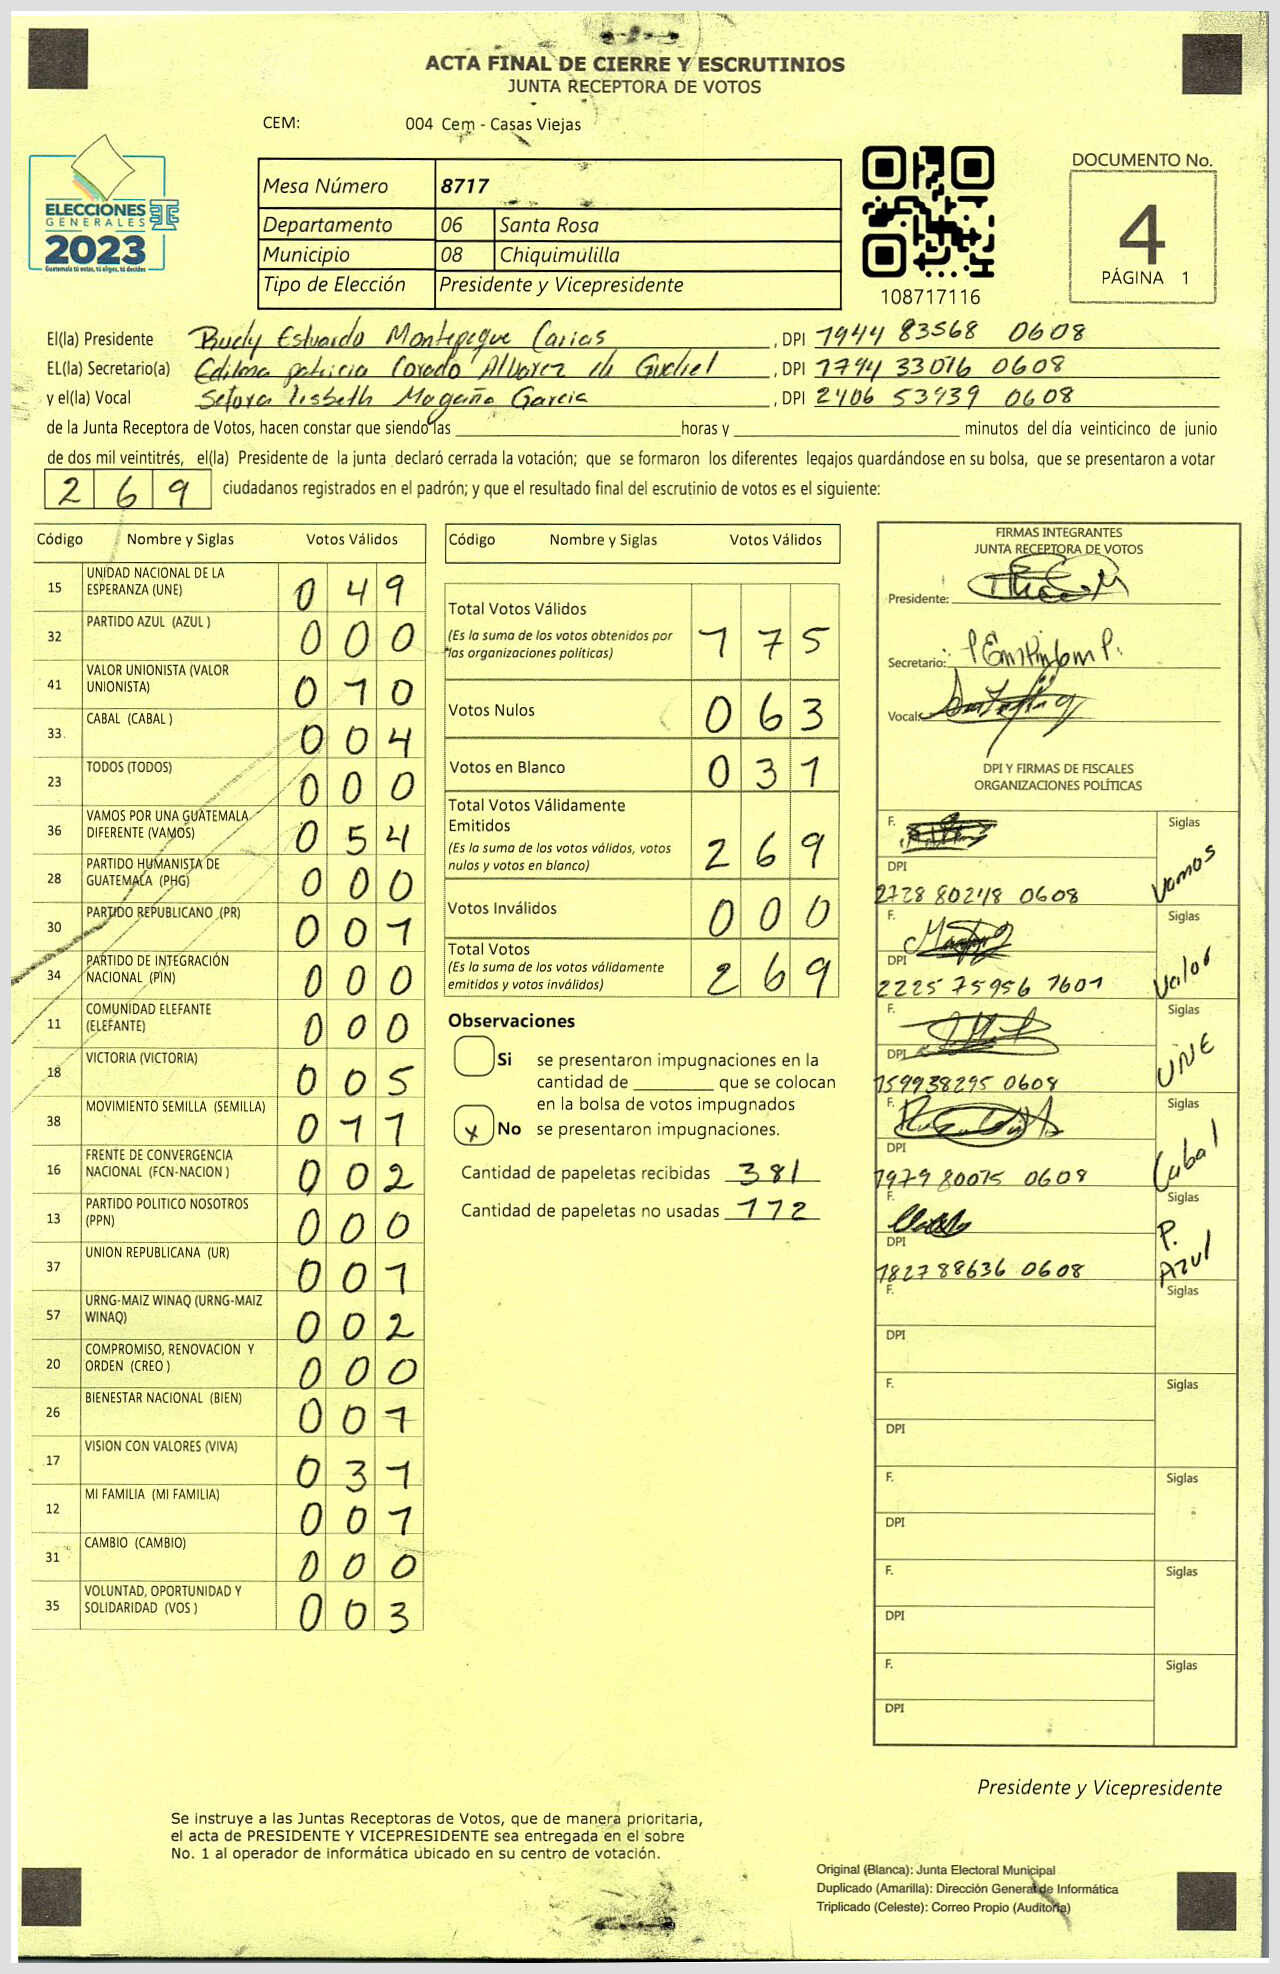 ACTA FINAL DE CIERRE Y ESCRUTINIOS
JUNTA RECEPTORA DE VOTOS
CEM: 004 Cem - Casas Viejas
ELECCIONES
GENERALES
2023
Guatemala tú votas, tú eliges, tú decides
Mesa Número 8717
Departamento 06 Santa Rosa
Municipio 08 Chiquimulilla
Tipo de Elección Presidente y Vicepresidente
108717116
DOCUMENTO No.
4
PÁGINA 1
El(la) Presidente Rudy Estuardo Montepeque Carias, DPI 1944 83568 0608
EL(la) Secretario(a) Edilma patricia Corado Alvarez de Gudiel, DPI 1794 33016 0608
y el(la) Vocal Lisbeth Magaña Garcia, DPI 2406 53939 0608
de la Junta Receptora de Votos, hacen constar que siendo las ____ horas y ____ minutos del día veinticinco de junio
de dos mil veintitrés, el(la) Presidente de la junta declaró cerrada la votación; que se formaron los diferentes legajos guardándose en su bolsa, que se presentaron a votar
2 6 9 ciudadanos registrados en el padrón; y que el resultado final del escrutinio de votos es el siguiente:
Código Nombre y Siglas Votos Válidos
15 UNIDAD NACIONAL DE LA ESPERANZA (UNE) 0 4 9
32 PARTIDO AZUL (AZUL ) 0 0 0
41 VALOR UNIONISTA (VALOR UNIONISTA) 0 1 0
33 CABAL (CABAL ) 0 0 4
23 TODOS (TODOS) 0 0 0
36 VAMOS POR UNA GUATEMALA DIFERENTE (VAMOS) 0 5 4
28 PARTIDO HUMANISTA DE GUATEMALA (PHG) 0 0 0
30 PARTIDO REPUBLICANO (PR) 0 0 1
34 PARTIDO DE INTEGRACIÓN NACIONAL (PIN) 0 0 0
11 COMUNIDAD ELEFANTE (ELEFANTE) 0 0 0
18 VICTORIA (VICTORIA) 0 0 5
38 MOVIMIENTO SEMILLA (SEMILLA) 0 1 1
16 FRENTE DE CONVERGENCIA NACIONAL (FCN-NACION ) 0 0 2
13 PARTIDO POLITICO NOSOTROS (PPN) 0 0 0
37 UNION REPUBLICANA (UR) 0 0 1
57 URNG-MAIZ WINAQ (URNG-MAIZ WINAQ) 0 0 2
20 COMPROMISO, RENOVACION Y ORDEN (CREO ) 0 0 0
26 BIENESTAR NACIONAL (BIEN) 0 0 1
17 VISION CON VALORES (VIVA) 0 3 1
12 MI FAMILIA (MI FAMILIA) 0 0 1
31 CAMBIO (CAMBIO) 0 0 0
35 VOLUNTAD, OPORTUNIDAD Y SOLIDARIDAD (VOS ) 0 0 3
Código Nombre y Siglas Votos Válidos
Total Votos Válidos 1 7 5
(Es la suma de los votos obtenidos por
las organizaciones politicas)
Votos Nulos 0 6 3
Votos en Blanco 0 3 1
Total Votos Válidamente
Emitidos 2 6 9
(Es la suma de los votos válidos, votos
nulos y votos en blanco)
Votos Inválidos 0 0 0
Total Votos 2 6 9
(Es la suma de los votos válidamente
emitidos y votos inválidos)
Observaciones
Si se presentaron impugnaciones en la
cantidad de ____ que se colocan
en la bolsa de votos impugnados
x No se presentaron impugnaciones.
Cantidad de papeletas recibidas 381
Cantidad de papeletas no usadas 112
FIRMAS INTEGRANTES
JUNTA RECEPTORA DE VOTOS
Presidente:
Secretario:
Vocal:
DPI Y FIRMAS DE FISCALES
ORGANIZACIONES POLÍTICAS
F. Siglas Vamos
DPI
2728 80248 0608
F. Siglas Valor
DPI
2225 75956 1601
F. Siglas UNE
DPI
159938295 0608
F. Siglas Cabal
DPI
1979 80075 0608
F. Siglas P. Azul
DPI
1827 88636 0608
F. Siglas
DPI
F. Siglas
DPI
F. Siglas
DPI
F. Siglas
DPI
F. Siglas
DPI
Presidente y Vicepresidente
Se instruye a las Juntas Receptoras de Votos, que de manera prioritaria,
el acta de PRESIDENTE Y VICEPRESIDENTE sea entregada en el sobre
No. 1 al operador de informática ubicado en su centro de votación.
Original (Blanca): Junta Electoral Municipal
Duplicado (Amarilla): Dirección General de Informática
Triplicado (Celeste): Correo Propio (Auditoría)